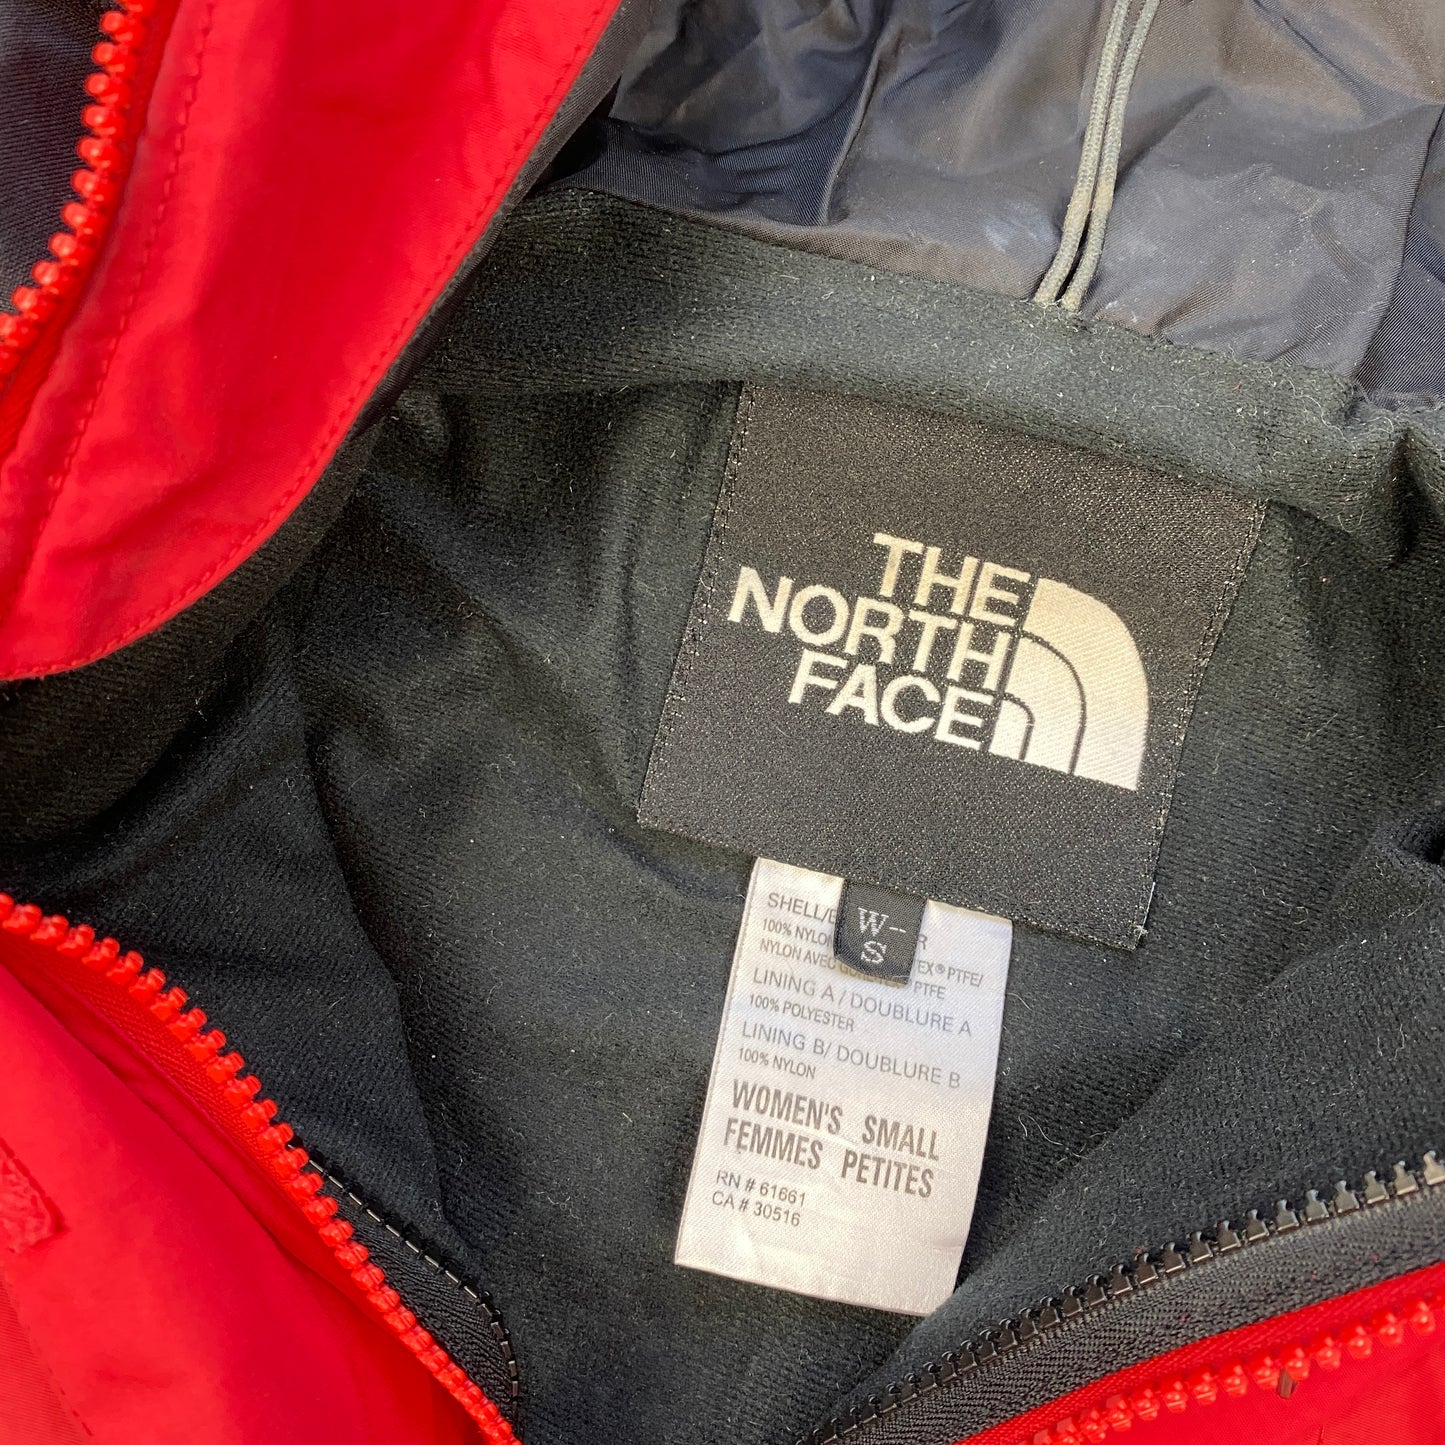 THE
NORTH
FACE
W-
S
SHELL/
100% NYLO
NYLON AVEC EX® PTFE/
PTFE
LINING A / DOUBLURE A
100% POLYESTER
LINING B/ DOUBLURE B
100% NYLON
WOMEN'S SMALL
FEMMES PETITES
RN # 61661
CA # 30516